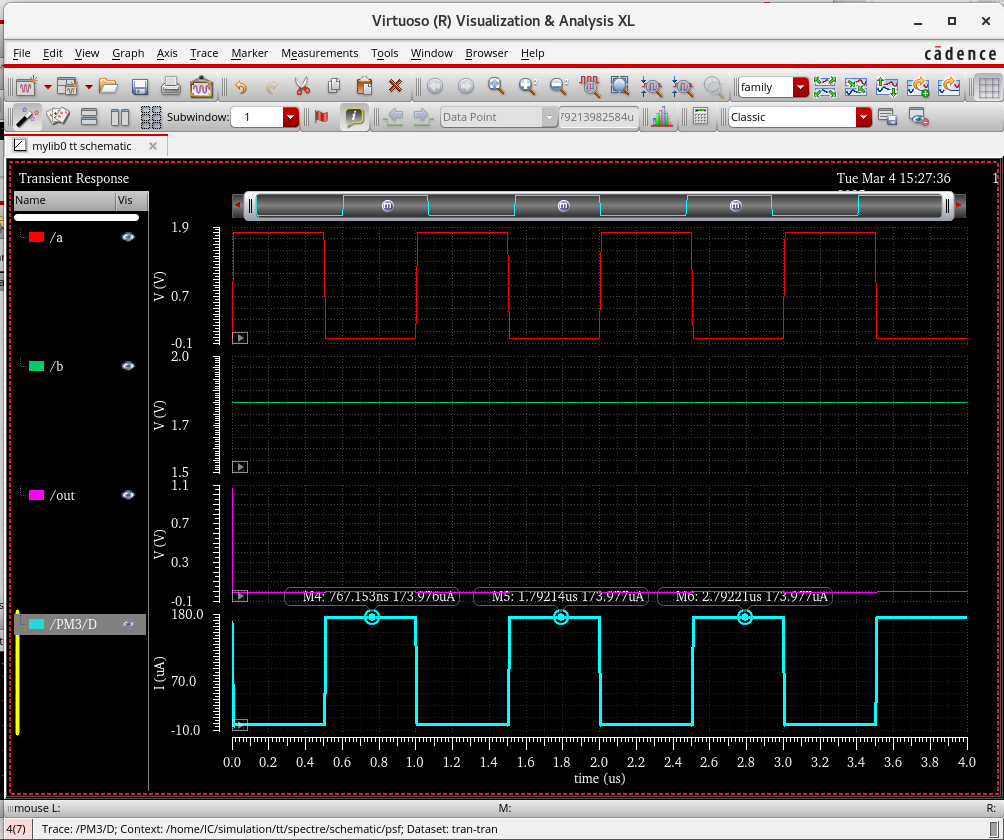 Virtuoso (R) Visualization & Analysis XL
File Edit View Graph Axis Trace Marker Measurements Tools Window Browser Help
cādence
family
Subwindow: 1
Data Point
79213982584u
Classic
mylib0 tt schematic
Transient Response
Tue Mar 4 15:27:36
1
Name Vis
m m m
/a
1.9
V (V)
0.7
-0.1
/b
2.0
V (V)
1.7
1.5
/out
1.1
0.7
V (V)
0.3
-0.1
M4: 767.153ns 173.976uA
M5: 1.79214us 173.977uA
M6: 2.79221us 173.977uA
/PM3/D
180.0
I (uA)
70.0
-10.0
0.0 0.2 0.4 0.6 0.8 1.0 1.2 1.4 1.6 1.8 2.0 2.2 2.4 2.6 2.8 3.0 3.2 3.4 3.6 3.8 4.0
time (us)
mouse L: M: R:
4(7) Trace: /PM3/D; Context: /home/IC/simulation/tt/spectre/schematic/psf; Dataset: tran-tran